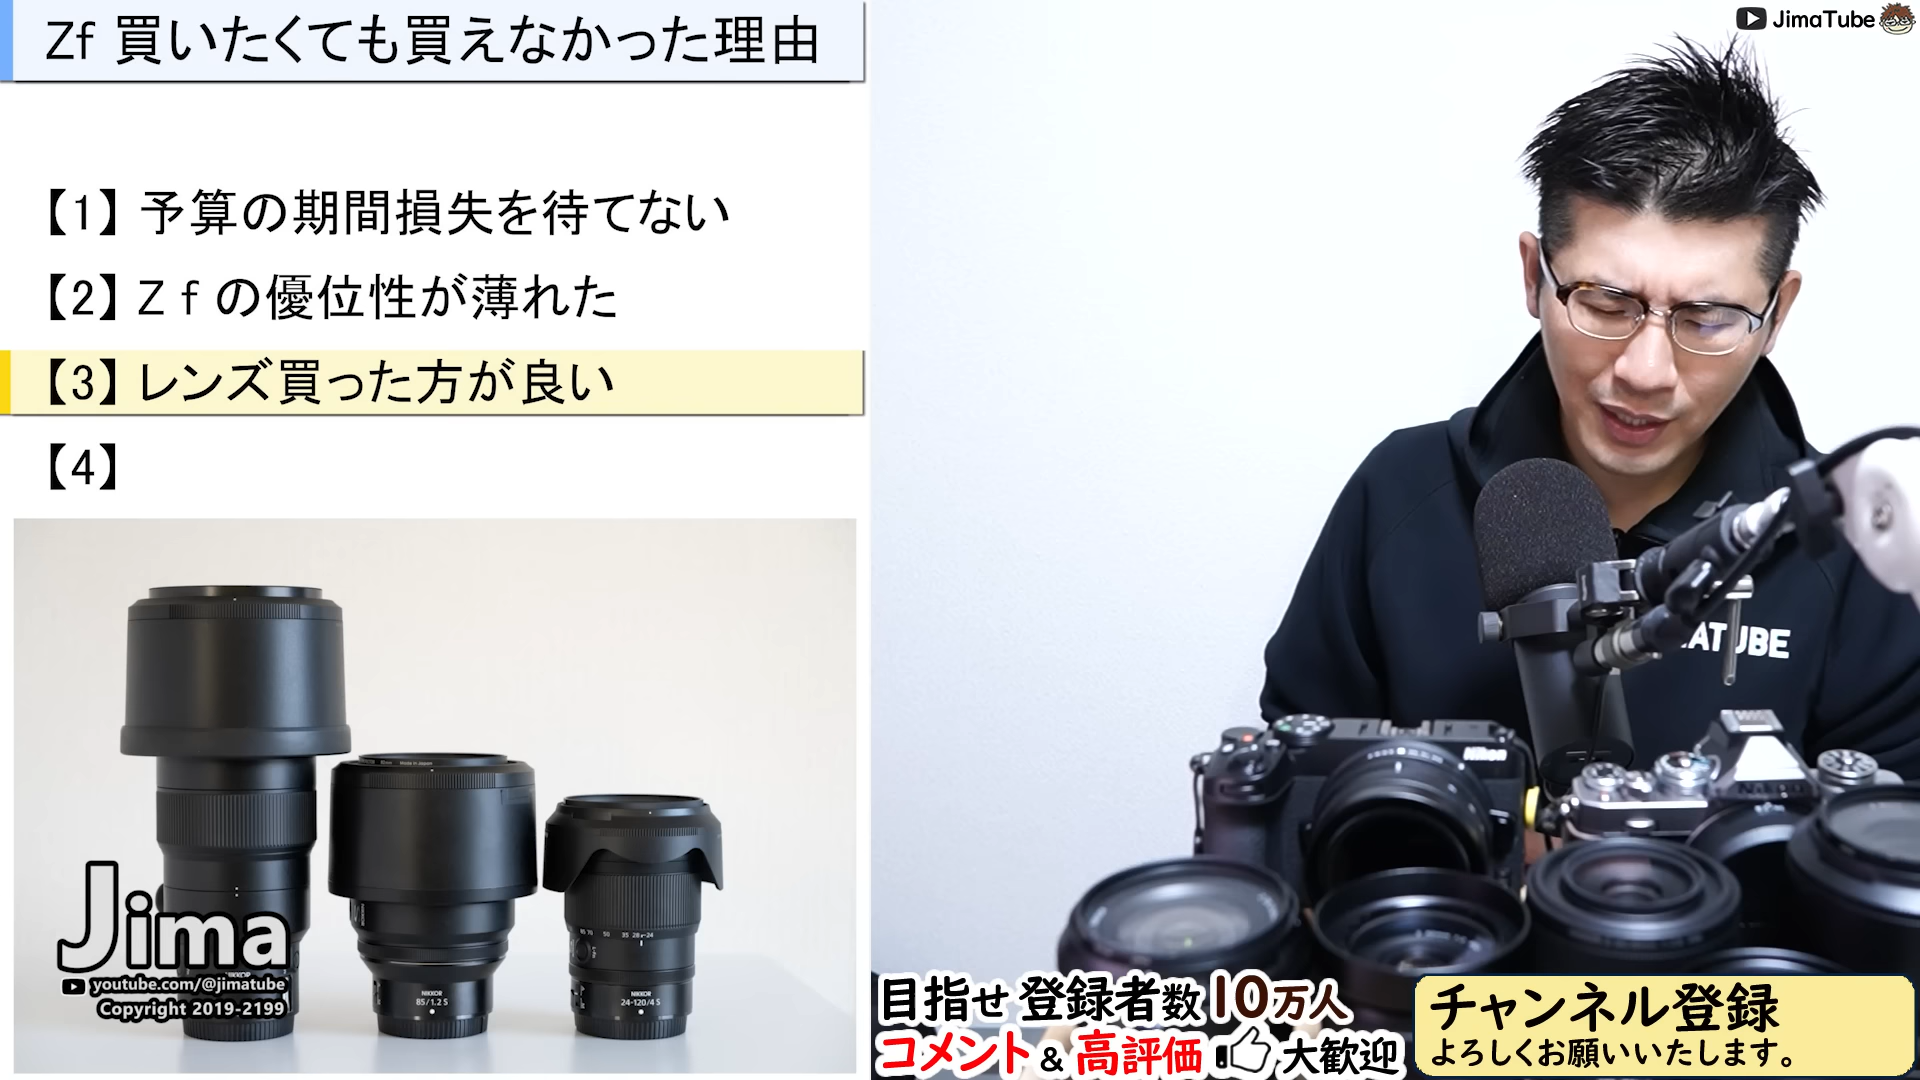 Zf 買いたくても買えなかった理由
【1】予算の期間損失を待てない
【2】Ｚｆの優位性が薄れた
【3】レンズ買った方が良い
【4】
Jima
youtube.com/@jimatube
Copyright 2019-2199
NIKKOR
85/1.2 S
NIKKOR
24-120/4 S
JimaTube
Nikon
目指せ 登録者数10万人
コメント & 高評価 大歓迎
チャンネル登録
よろしくお願いいたします。